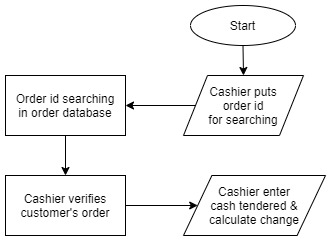 Start
Cashier puts
order id
for searching
Order id searching
in order database
Cashier verifies
customer's order
Cashier enter
cash tendered &
calculate change